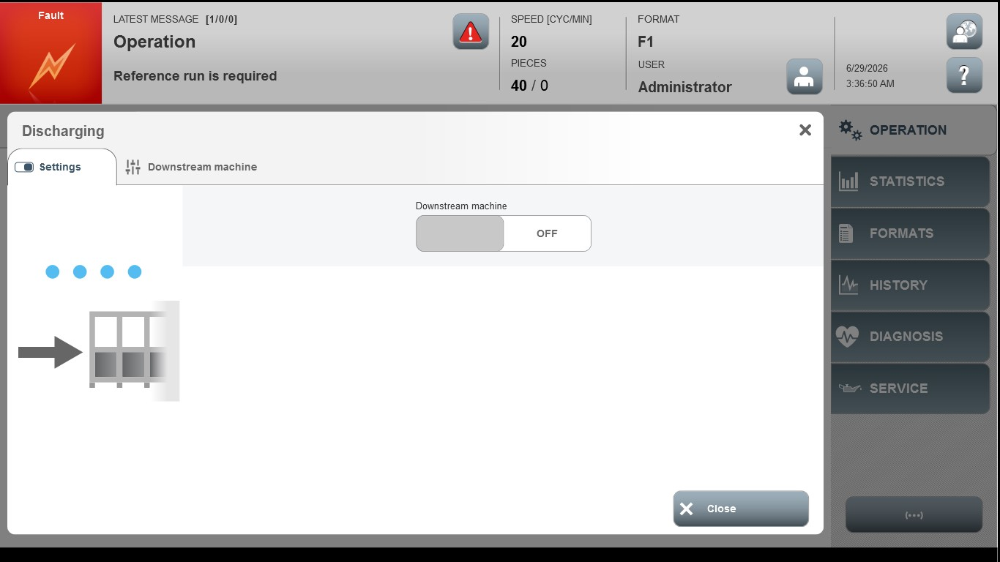 Fault
LATEST MESSAGE [1/0/0]
Operation
Reference run is required
SPEED [CYC/MIN]
20
PIECES
40 / 0
FORMAT
F1
USER
Administrator
6/29/2026
3:36:50 AM
?
Discharging
Settings
Downstream machine
Downstream machine
OFF
Close
OPERATION
STATISTICS
FORMATS
HISTORY
DIAGNOSIS
SERVICE
(•••)